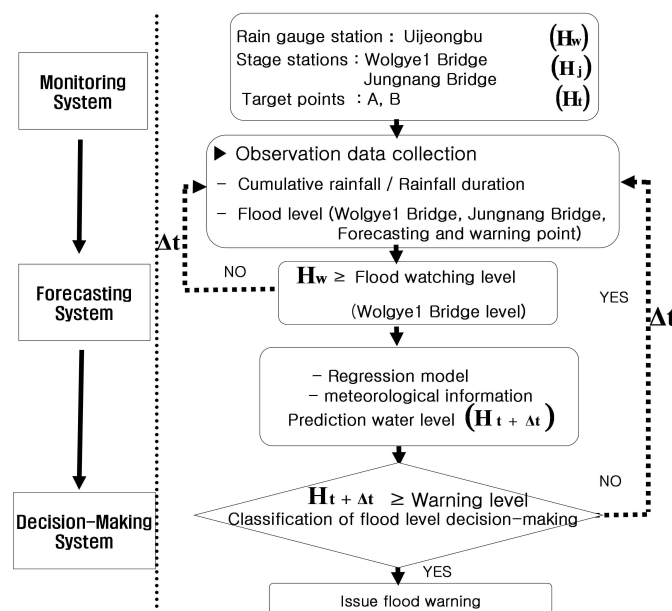 Monitoring
System
Forecasting
System
Decision-Making
System
Rain gauge station : Uijeongbu (Hw)
Stage stations : Wolgye1 Bridge (Hj)
Jungnang Bridge
Target points : A, B (Ht)
▶ Observation data collection
- Cumulative rainfall / Rainfall duration
- Flood level (Wolgye1 Bridge, Jungnang Bridge,
Forecasting and warning point)
Δt
NO
Hw ≥ Flood watching level
(Wolgye1 Bridge level)
YES
Δt
- Regression model
- meteorological information
Prediction water level (Ht + Δt)
NO
Ht + Δt ≥ Warning level
Classification of flood level decision-making
YES
Issue flood warning